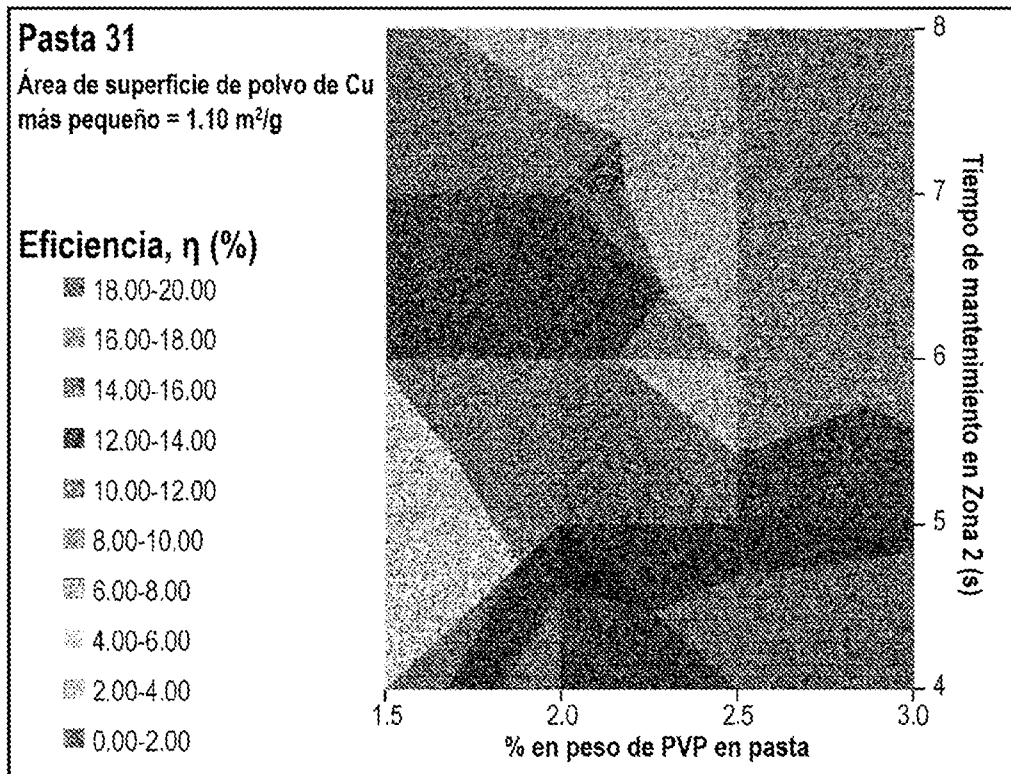 Pasta 31
Área de superficie de polvo de Cu
más pequeño = 1.10 m²/g
Eficiencia, η (%)
18.00-20.00
16.00-18.00
14.00-16.00
12.00-14.00
10.00-12.00
8.00-10.00
6.00-8.00
4.00-6.00
2.00-4.00
0.00-2.00
8
7
6
5
4
Tiempo de mantenimiento en Zona 2 (s)
1.5 2.0 2.5 3.0
% en peso de PVP en pasta